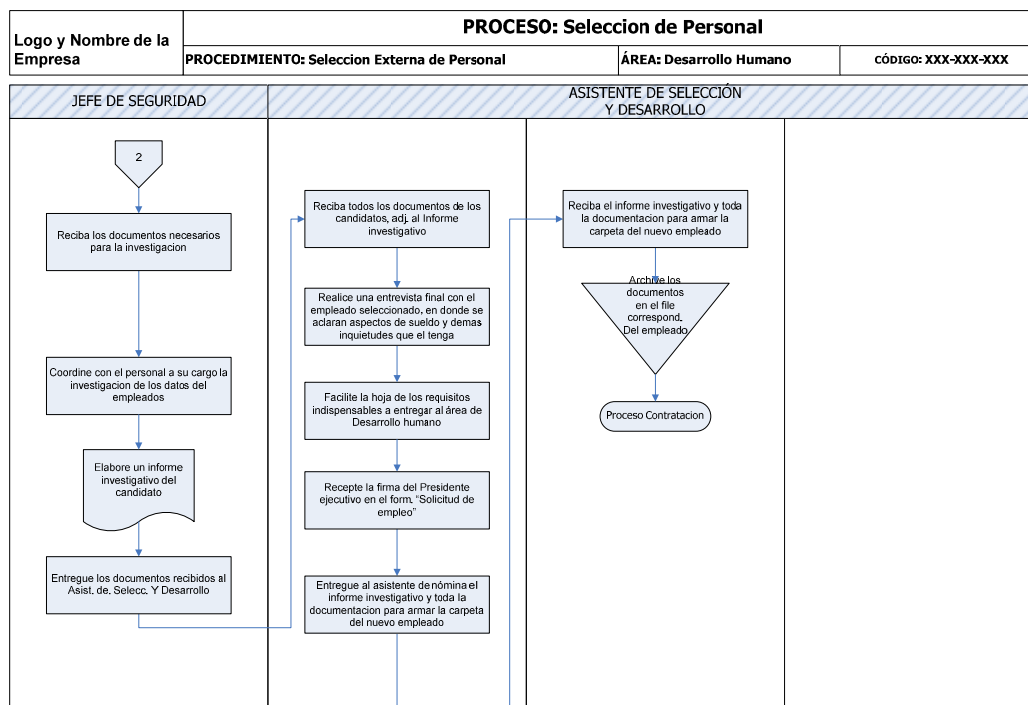 Logo y Nombre de la
Empresa
PROCESO: Seleccion de Personal
PROCEDIMIENTO: Seleccion Externa de Personal
ÁREA: Desarrollo Humano
CÓDIGO: XXX-XXX-XXX
JEFE DE SEGURIDAD
ASISTENTE DE SELECCIÓN
Y DESARROLLO
2
Reciba los documentos necesarios
para la investigacion
Coordine con el personal a su cargo la
investigacion de los datos del
empleados
Elabore un informe
investigativo del
candidato
Entregue los documentos recibidos al
Asist. de. Selecc. Y Desarrollo
Reciba todos los documentos de los
candidatos, adj. al Informe
investigativo
Realice una entrevista final con el
empleado seleccionado, en donde se
aclaran aspectos de sueldo y demas
inquietudes que el tenga
Facilite la hoja de los requisitos
indispensables a entregar al área de
Desarrollo humano
Recepte la firma del Presidente
ejecutivo en el form. "Solicitud de
empleo"
Entregue al asistente de nómina el
informe investigativo y toda la
documentacion para armar la carpeta
del nuevo empleado
Reciba el informe investigativo y toda
la documentacion para armar la
carpeta del nuevo empleado
Archive los
documentos
en el file
correspond.
Del empleado
Proceso Contratacion